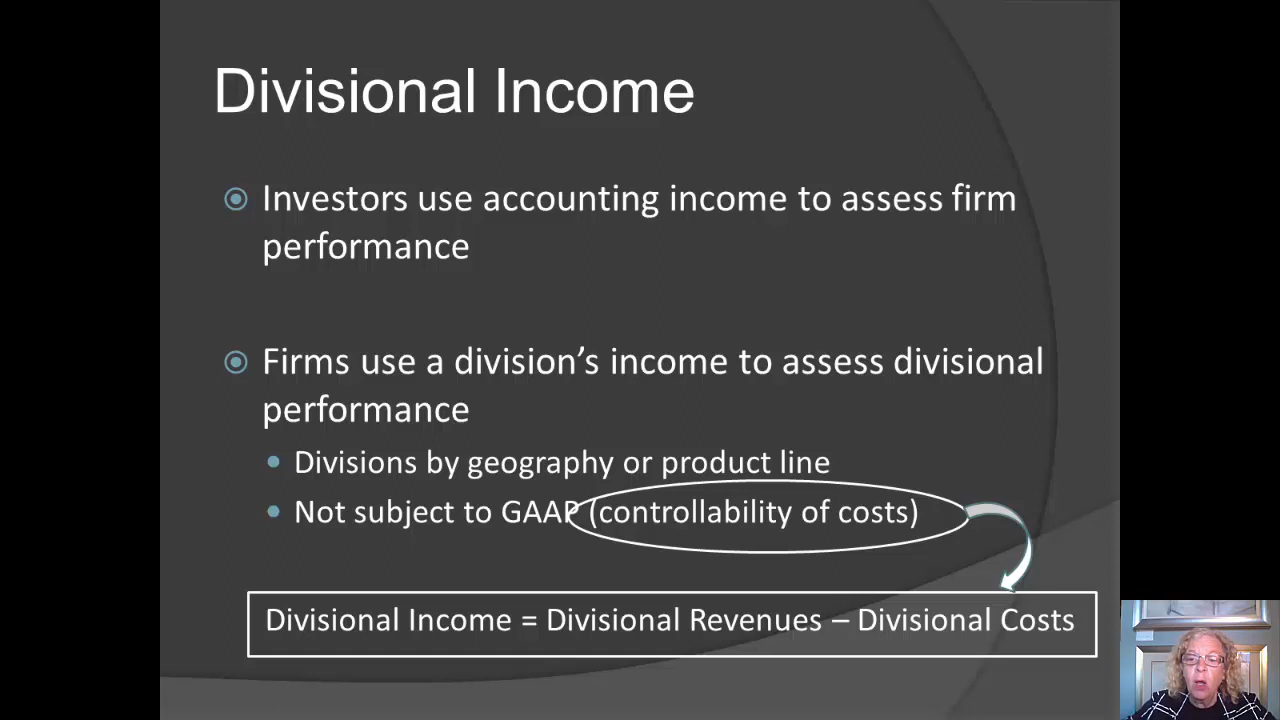 Divisional Income
Investors use accounting income to assess firm
performance
Firms use a division’s income to assess divisional
performance
Divisions by geography or product line
Not subject to GAAP (controllability of costs)
Divisional Income = Divisional Revenues – Divisional Costs